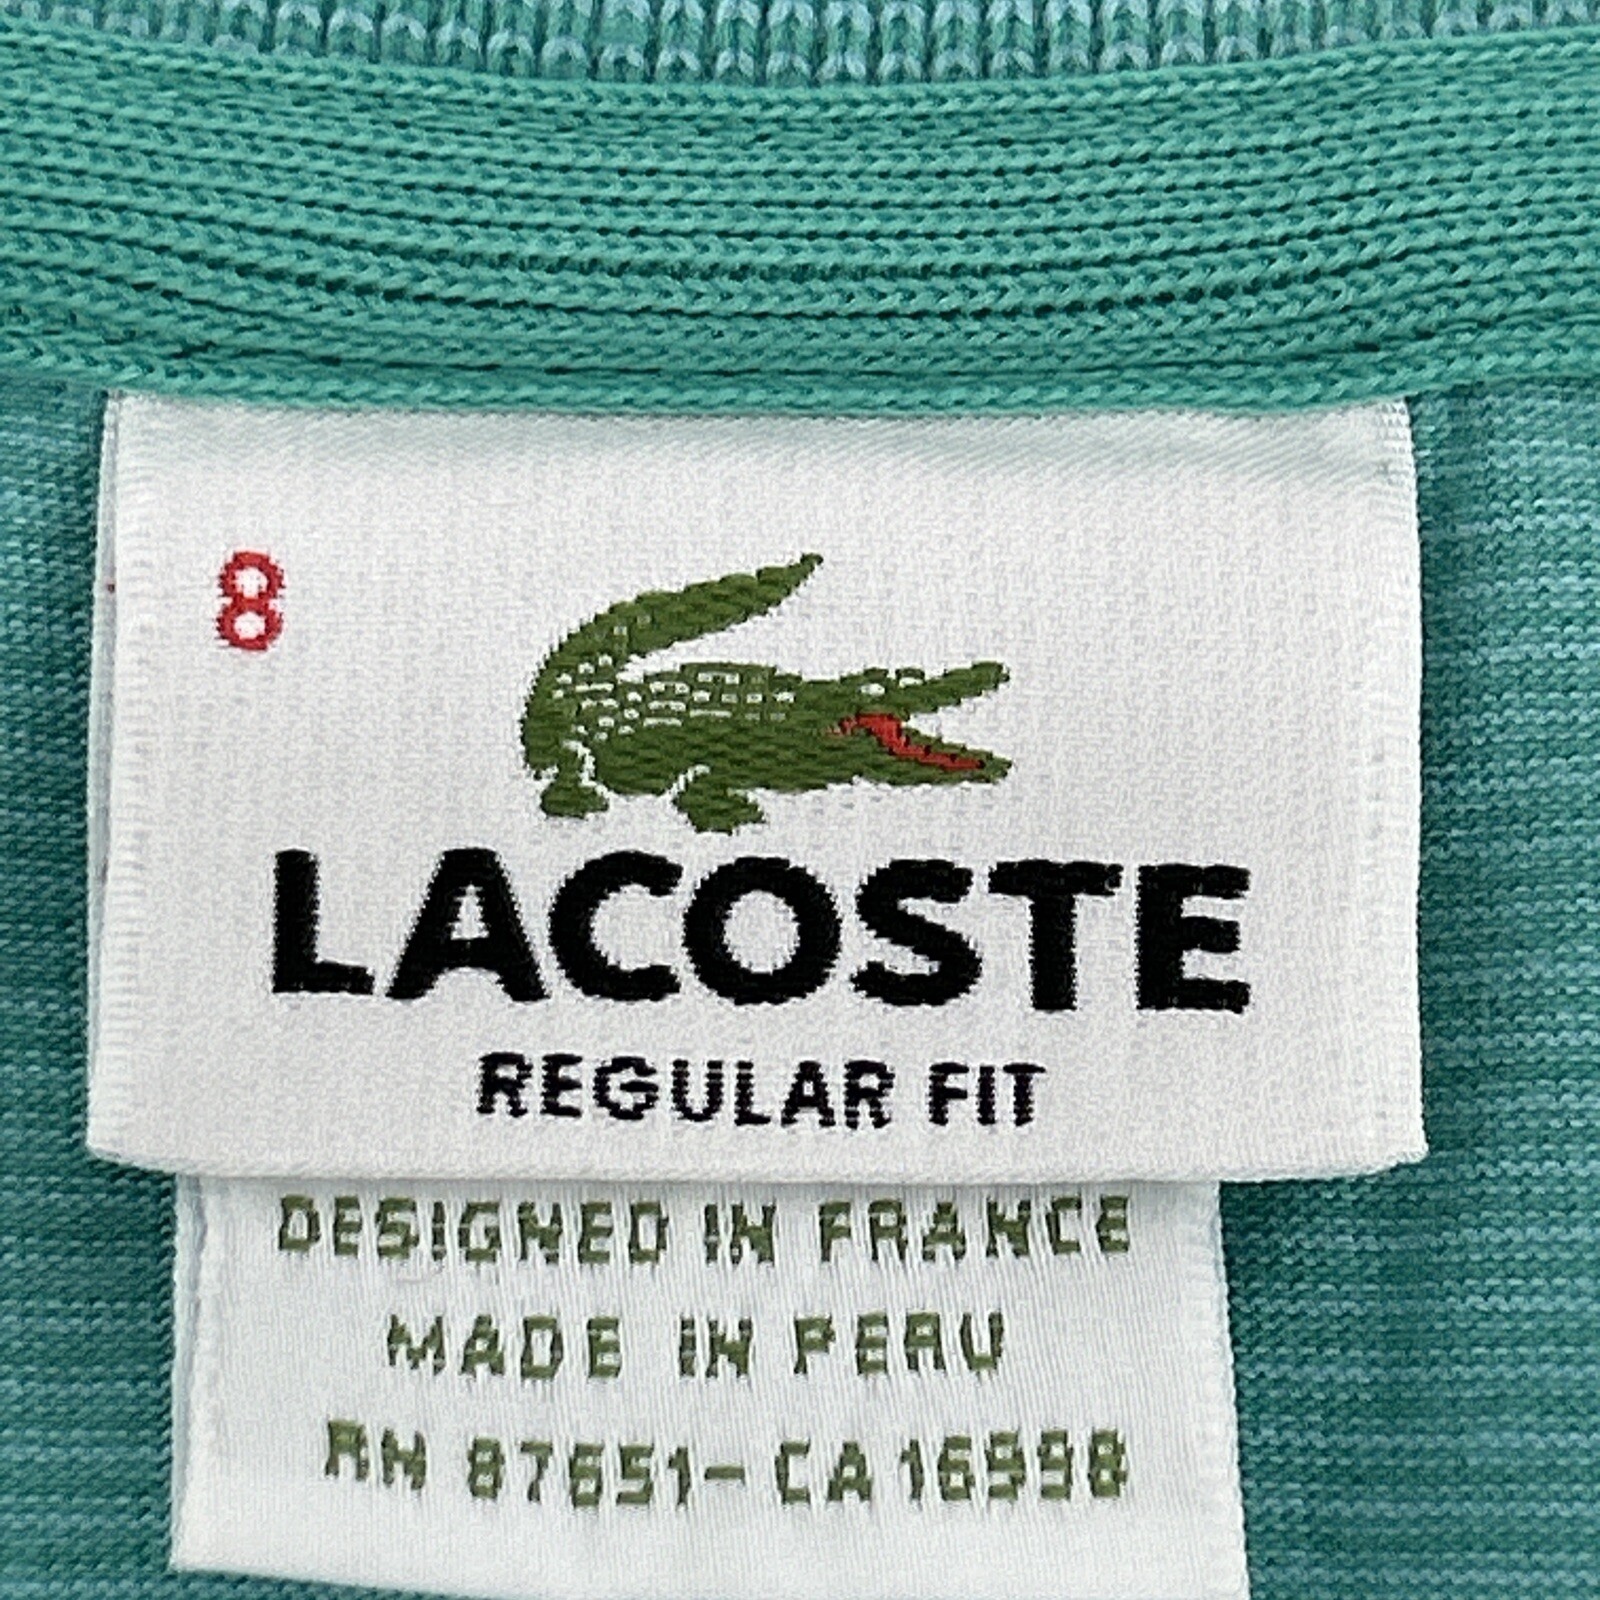 8
LACOSTE
REGULAR FIT
DESIGNED IN FRANCE
MADE IN PERU
RN 87651-CA 16998